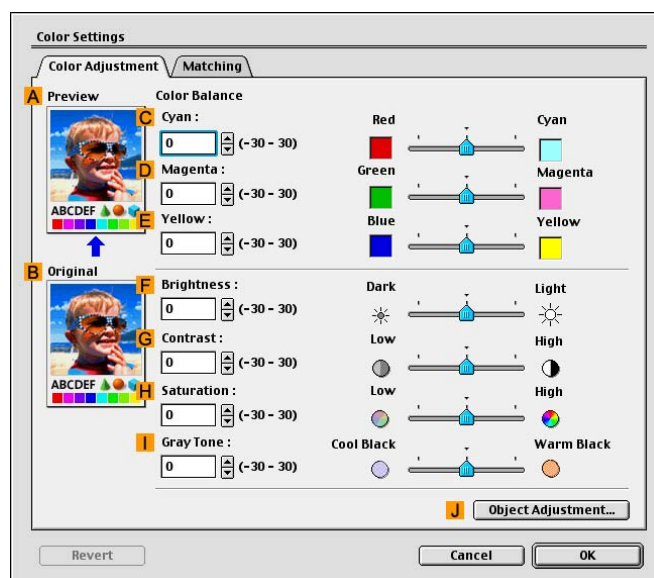 Color Settings
Color Adjustment Matching
A Preview
Color Balance
C Cyan :
0 (-30 - 30)
Red Cyan
D Magenta :
0 (-30 - 30)
Green Magenta
E Yellow :
0 (-30 - 30)
Blue Yellow
ABCDEF
B Original
ABCDEF
F Brightness :
0 (-30 - 30)
Dark Light
G Contrast :
0 (-30 - 30)
Low High
H Saturation :
0 (-30 - 30)
Low High
I Gray Tone :
0 (-30 - 30)
Cool Black Warm Black
J Object Adjustment...
Revert Cancel OK